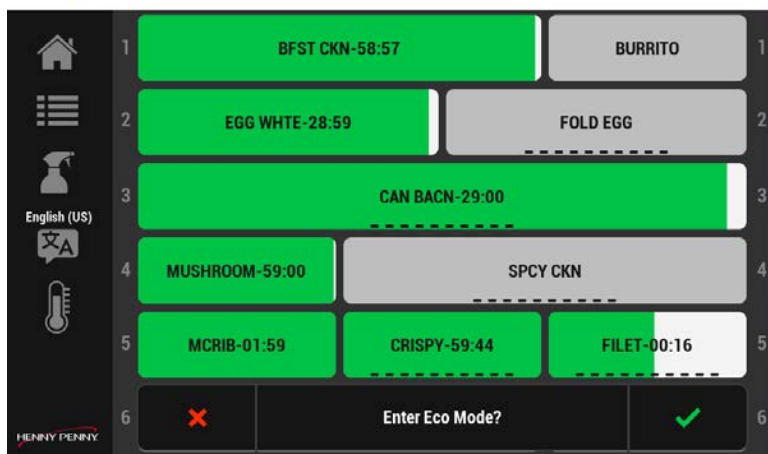 1 BFST CKN-58:57 BURRITO 1
2 EGG WHTE-28:59 FOLD EGG 2
3 CAN BACN-29:00 3
English (US)
文A
4 MUSHROOM-59:00 SPCY CKN 4
5 MCRIB-01:59 CRISPY-59:44 FILET-00:16 5
6 Enter Eco Mode? 6
HENNY PENNY